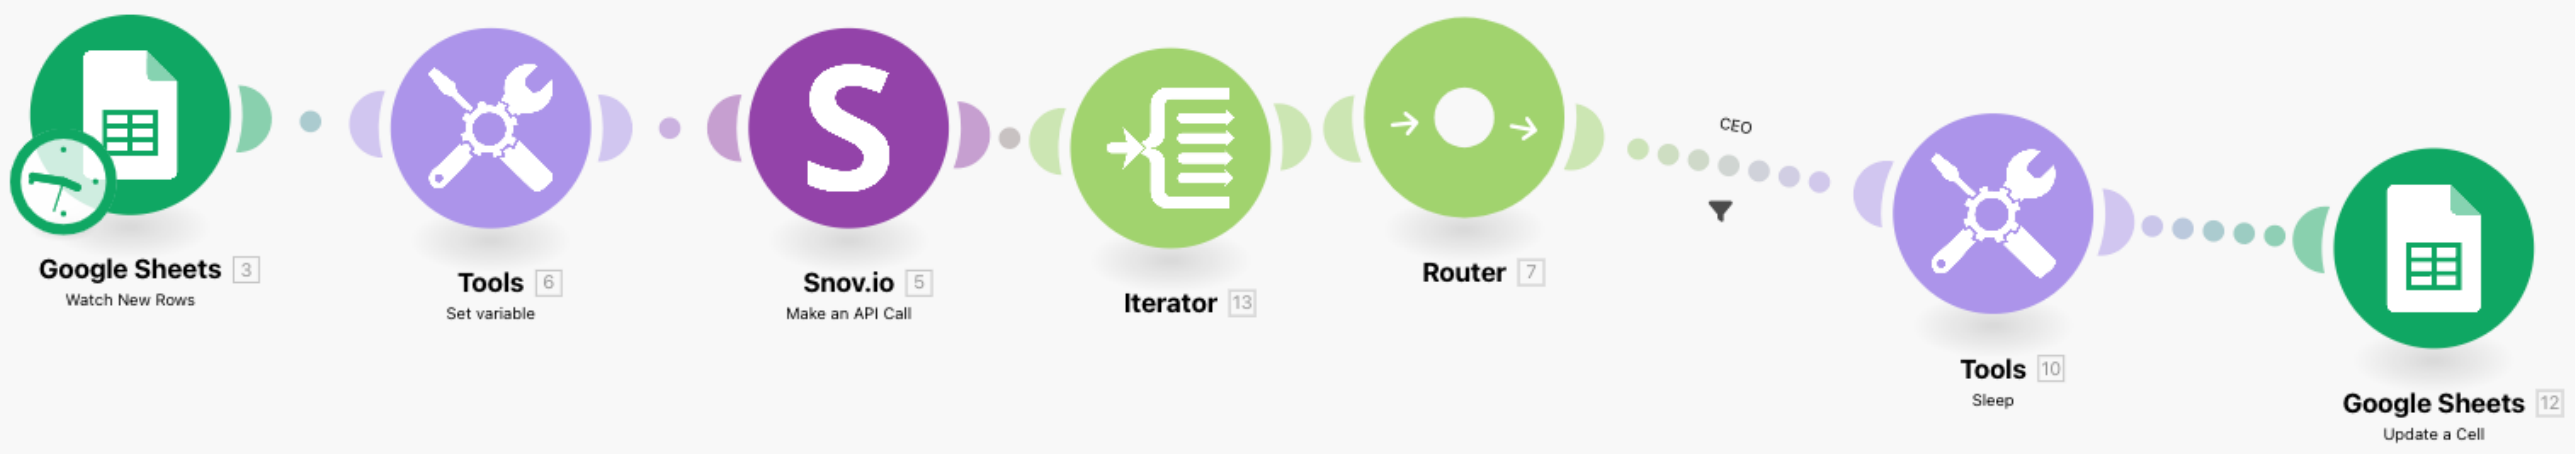 Google Sheets 3
Watch New Rows
Tools 6
Set variable
S
Snov.io 5
Make an API Call
Iterator 13
Router 7
CEO
Tools 10
Sleep
Google Sheets 12
Update a Cell